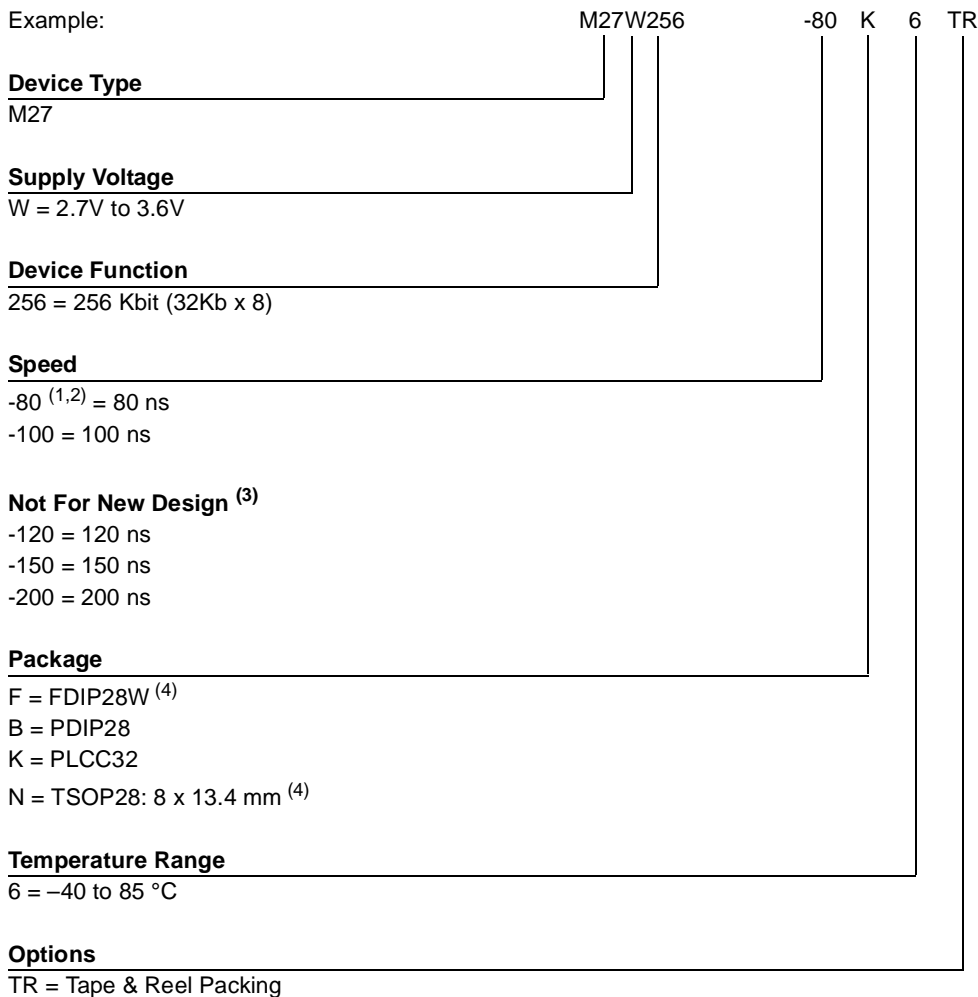 Example: M27W256 -80 K 6 TR
Device Type
M27
Supply Voltage
W = 2.7V to 3.6V
Device Function
256 = 256 Kbit (32Kb x 8)
Speed
-80 (1,2) = 80 ns
-100 = 100 ns
Not For New Design (3)
-120 = 120 ns
-150 = 150 ns
-200 = 200 ns
Package
F = FDIP28W (4)
B = PDIP28
K = PLCC32
N = TSOP28: 8 x 13.4 mm (4)
Temperature Range
6 = –40 to 85 °C
Options
TR = Tape & Reel Packing